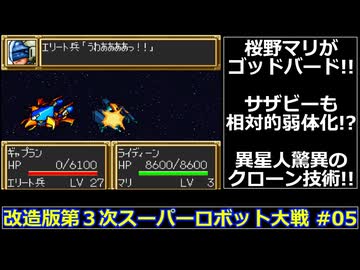 エリート兵「うわああああっ！！」
ギャプラン
HP 0/6100
エリート兵 LV 27
ライディーン
HP 8600/8600
マリ LV 3
桜野マリが
ゴッドバード!!
サザビーも
相対的弱体化!?
異星人驚異の
クローン技術!!
改造版第３次スーパーロボット大戦 #05